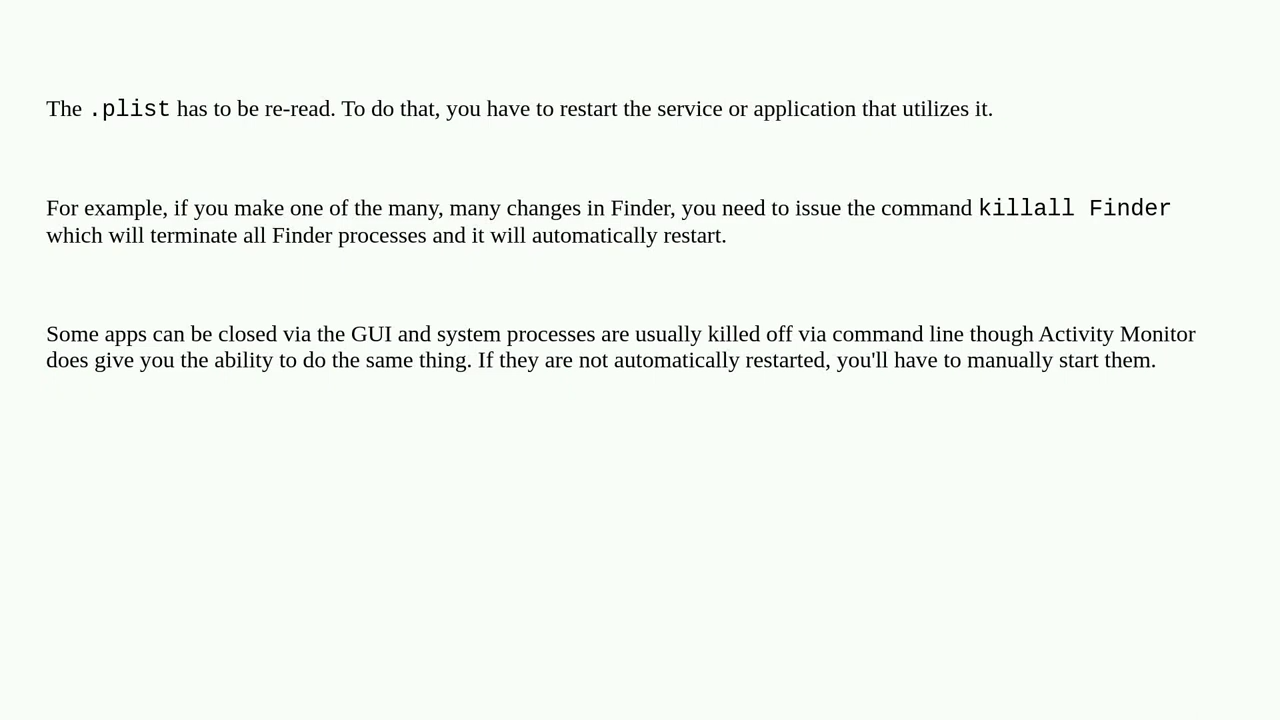 The .plist has to be re-read. To do that, you have to restart the service or application that utilizes it.
For example, if you make one of the many, many changes in Finder, you need to issue the command killall Finder
which will terminate all Finder processes and it will automatically restart.
Some apps can be closed via the GUI and system processes are usually killed off via command line though Activity Monitor
does give you the ability to do the same thing. If they are not automatically restarted, you'll have to manually start them.